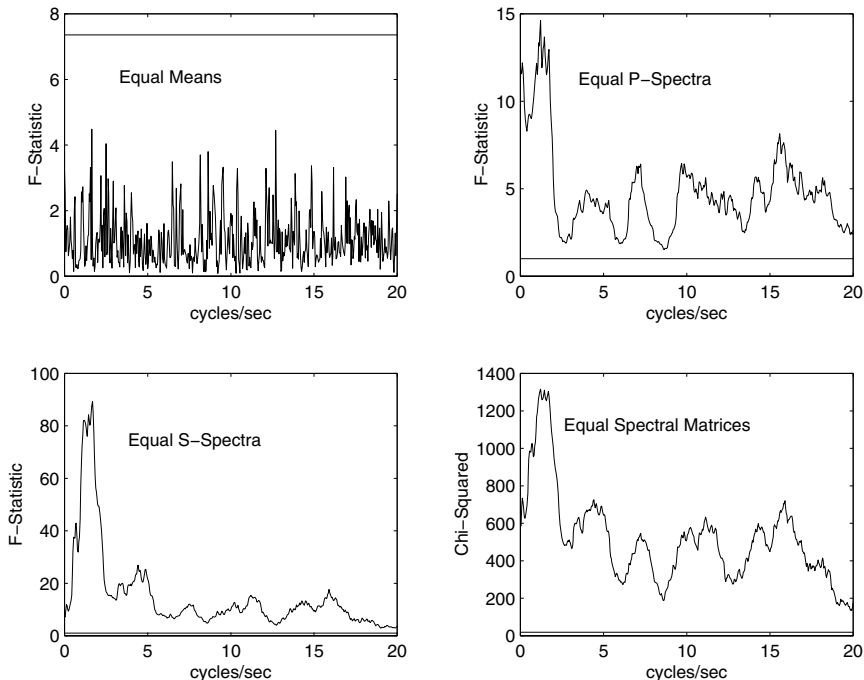 8
6
4
2
0
Equal Means
F−Statistic
0 5 10 15 20
cycles/sec
15
10
5
0
Equal P−Spectra
F−Statistic
0 5 10 15 20
cycles/sec
100
80
60
40
20
0
Equal S−Spectra
F−Statistic
0 5 10 15 20
cycles/sec
1400
1200
1000
800
600
400
200
0
Equal Spectral Matrices
Chi−Squared
0 5 10 15 20
cycles/sec